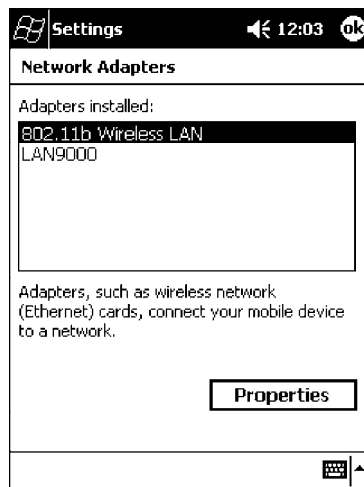 Settings 12:03 ok
Network Adapters
Adapters installed:
802.11b Wireless LAN
LAN9000
Adapters, such as wireless network
(Ethernet) cards, connect your mobile device
to a network.
Properties